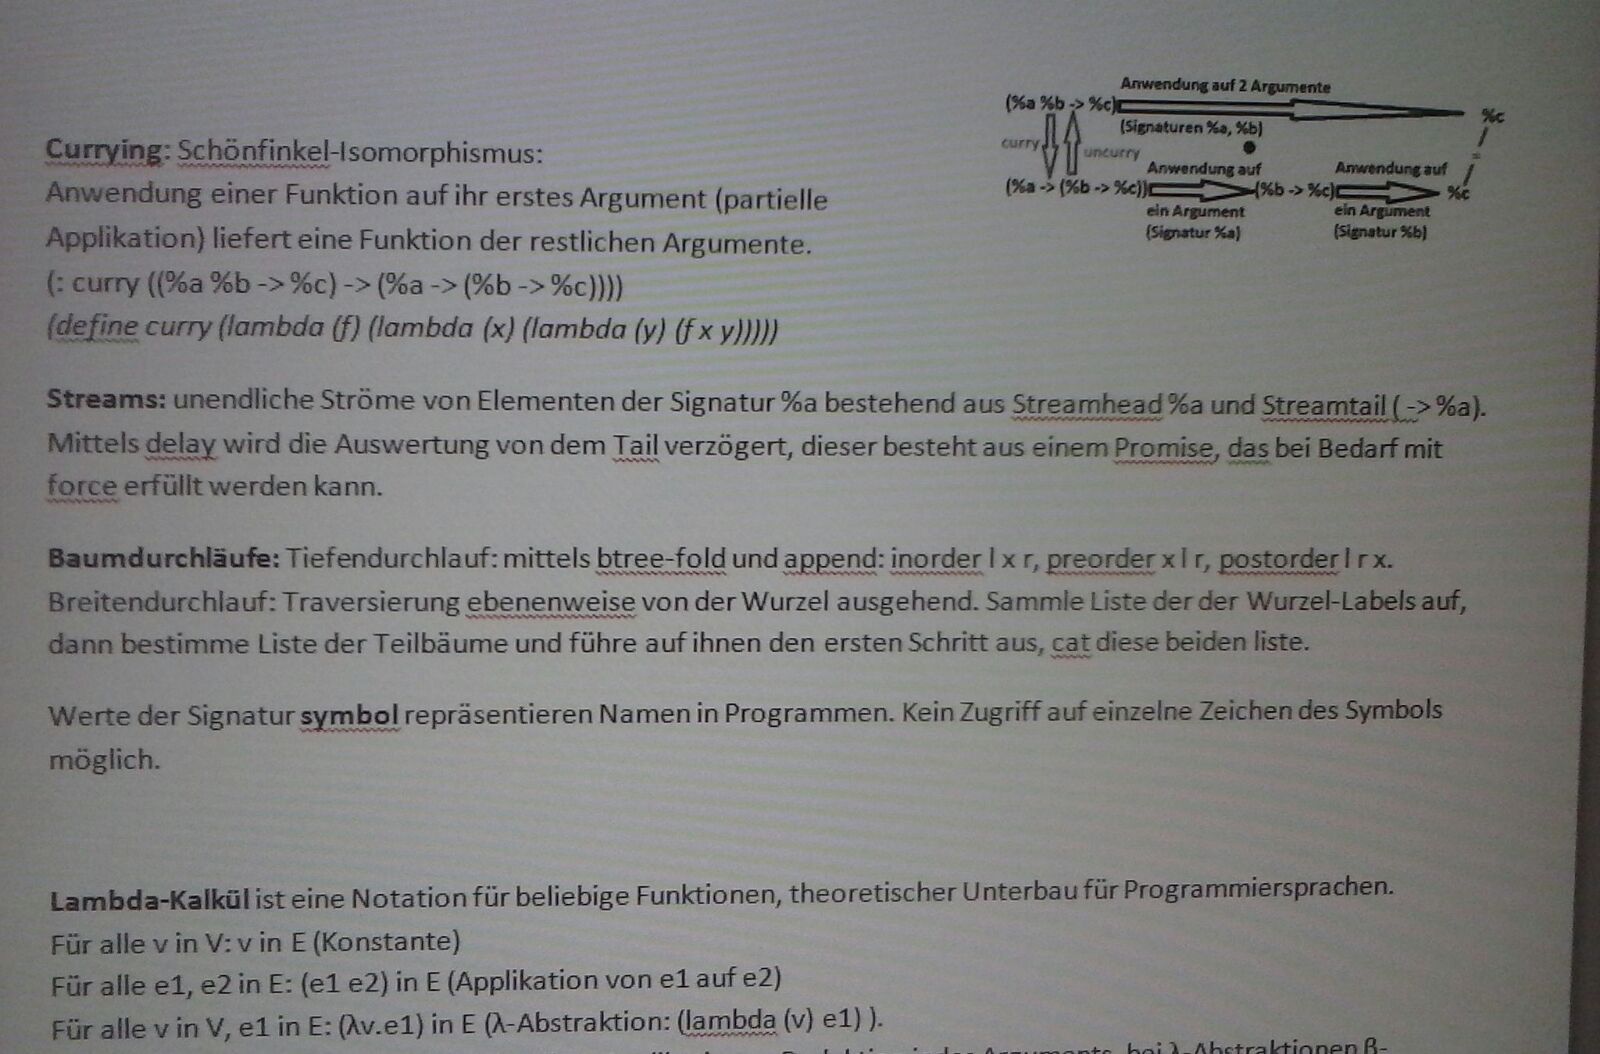 Anwendung auf 2 Argumente
(%a %b -> %c)
%c
(Signaturen %a, %b)
curry
uncurry
=
Anwendung auf
Anwendung auf
(%a -> (%b -> %c))
(%b -> %c)
%c
ein Argument
ein Argument
(Signatur %a)
(Signatur %b)
Currying: Schönfinkel-Isomorphismus:
Anwendung einer Funktion auf ihr erstes Argument (partielle
Applikation) liefert eine Funktion der restlichen Argumente.
(: curry ((%a %b -> %c) -> (%a -> (%b -> %c))))
(define curry (lambda (f) (lambda (x) (lambda (y) (f x y)))))
Streams: unendliche Ströme von Elementen der Signatur %a bestehend aus Streamhead %a und Streamtail ( -> %a).
Mittels delay wird die Auswertung von dem Tail verzögert, dieser besteht aus einem Promise, das bei Bedarf mit
force erfüllt werden kann.
Baumdurchläufe: Tiefendurchlauf: mittels btree-fold und append: inorder l x r, preorder x l r, postorder l r x.
Breitendurchlauf: Traversierung ebenenweise von der Wurzel ausgehend. Sammle Liste der der Wurzel-Labels auf,
dann bestimme Liste der Teilbäume und führe auf ihnen den ersten Schritt aus, cat diese beiden liste.
Werte der Signatur symbol repräsentieren Namen in Programmen. Kein Zugriff auf einzelne Zeichen des Symbols
möglich.
Lambda-Kalkül ist eine Notation für beliebige Funktionen, theoretischer Unterbau für Programmiersprachen.
Für alle v in V: v in E (Konstante)
Für alle e1, e2 in E: (e1 e2) in E (Applikation von e1 auf e2)
Für alle v in V, e1 in E: (λv.e1) in E (λ-Abstraktion: (lambda (v) e1) ).
bei λ-Abstraktionen β-